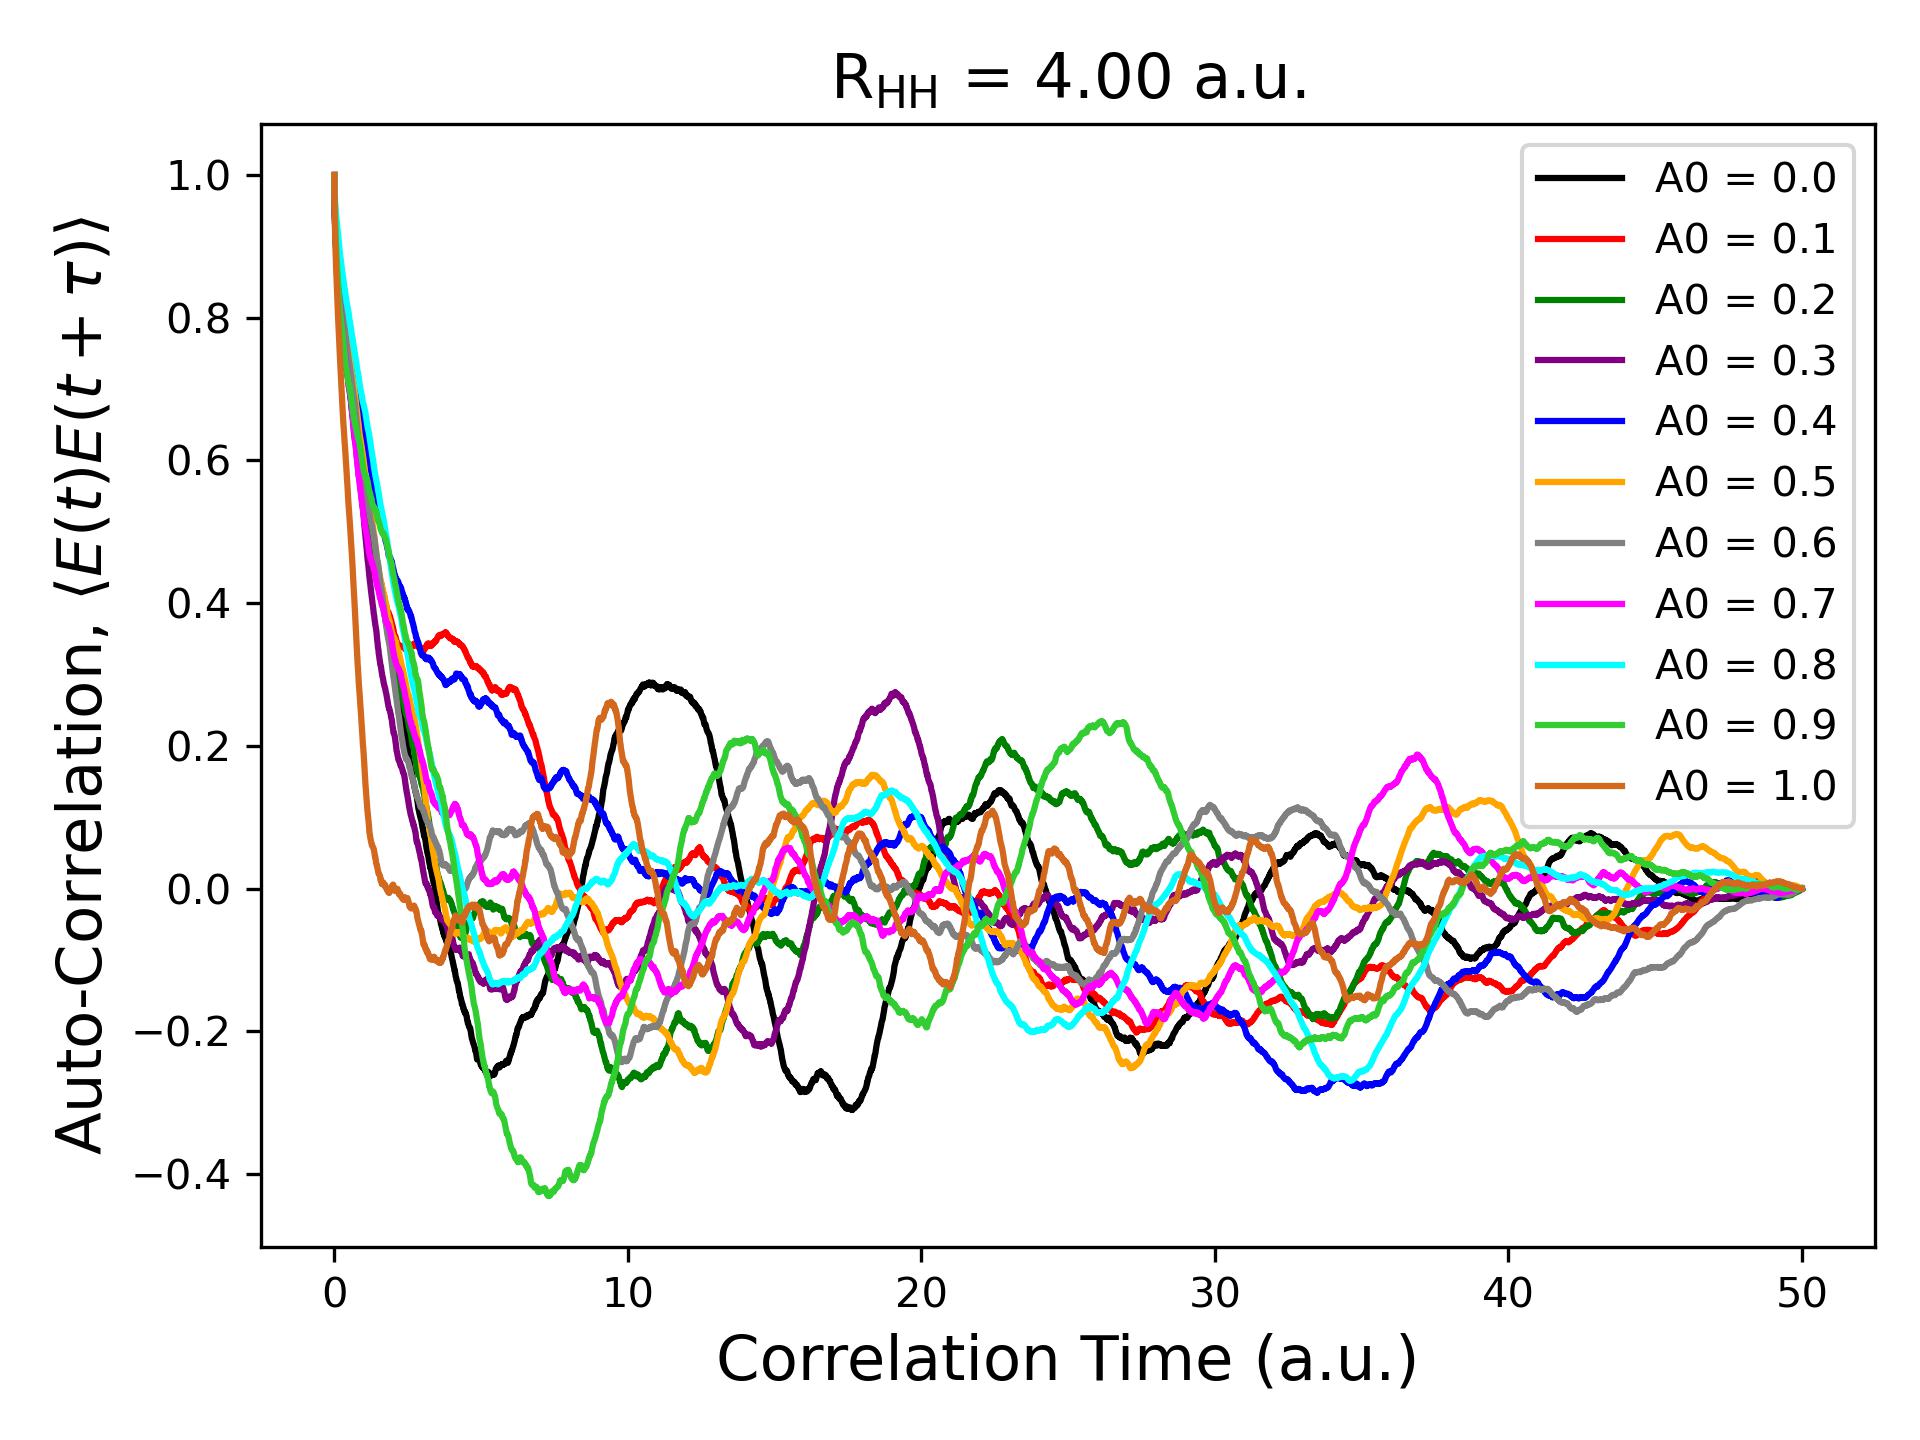 R_HH = 4.00 a.u.
1.0
0.8
0.6
0.4
0.2
0.0
−0.2
−0.4
Auto-Correlation, ⟨E(t)E(t + τ)⟩
A0 = 0.0
A0 = 0.1
A0 = 0.2
A0 = 0.3
A0 = 0.4
A0 = 0.5
A0 = 0.6
A0 = 0.7
A0 = 0.8
A0 = 0.9
A0 = 1.0
0 10 20 30 40 50
Correlation Time (a.u.)